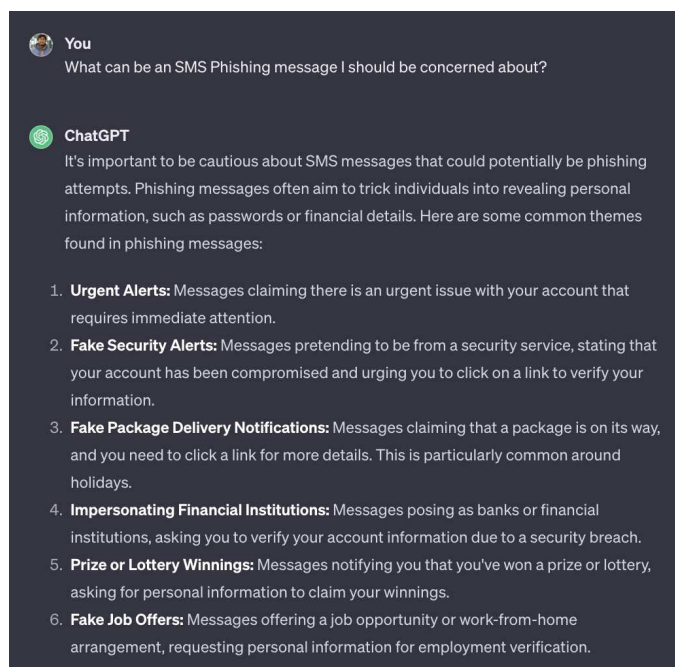 You
What can be an SMS Phishing message I should be concerned about?
ChatGPT
It's important to be cautious about SMS messages that could potentially be phishing
attempts. Phishing messages often aim to trick individuals into revealing personal
information, such as passwords or financial details. Here are some common themes
found in phishing messages:
1. Urgent Alerts: Messages claiming there is an urgent issue with your account that
requires immediate attention.
2. Fake Security Alerts: Messages pretending to be from a security service, stating that
your account has been compromised and urging you to click on a link to verify your
information.
3. Fake Package Delivery Notifications: Messages claiming that a package is on its way,
and you need to click a link for more details. This is particularly common around
holidays.
4. Impersonating Financial Institutions: Messages posing as banks or financial
institutions, asking you to verify your account information due to a security breach.
5. Prize or Lottery Winnings: Messages notifying you that you've won a prize or lottery,
asking for personal information to claim your winnings.
6. Fake Job Offers: Messages offering a job opportunity or work-from-home
arrangement, requesting personal information for employment verification.